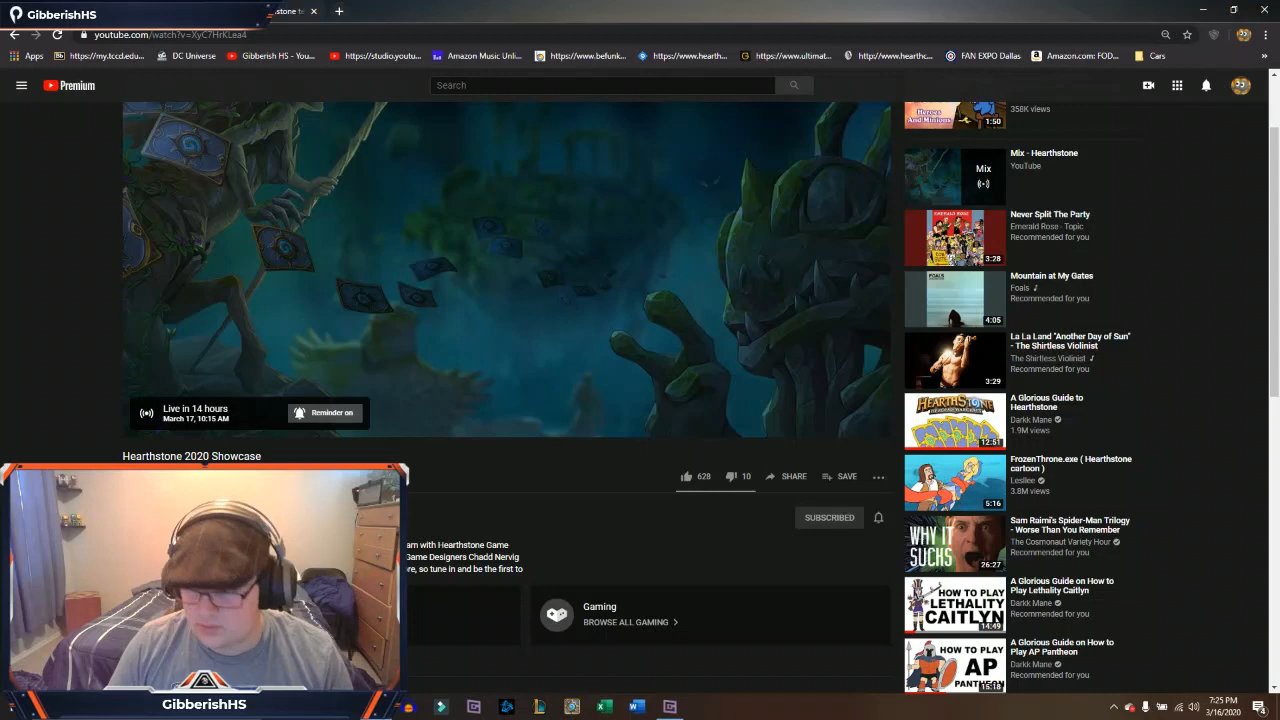 GibberishHS
stone
youtube.com/watch?v=XyC7HrKLea4
Apps
https://my.tccd.edu...
DC Universe
Gibberish HS - You...
https://studio.youtu...
Amazon Music Unli...
https://www.befunk...
https://www.hearths...
https://www.ultimat...
http://www.hearthc...
FAN EXPO Dallas
Amazon.com: FOD...
Premium
Search
Heroes
And Minions
1:50
358K views
Mix
Mix - Hearthstone
YouTube
EMERALD ROSE
3:28
Never Split The Party
Emerald Rose - Topic
Recommended for you
FOALS
4:05
Mountain at My Gates
Foals
Recommended for you
3:29
La La Land "Another Day of Sun"
- The Shirtless Violinist
The Shirtless Violinist
Recommended for you
HEARTHSTONE
12:51
A Glorious Guide to
Hearthstone
Darkk Mane
1.9M views
5:16
FrozenThrone.exe ( Hearthstone
cartoon )
Lesllee
3.8M views
WHY IT
SUCKS
26:27
Sam Raimi's Spider-Man Trilogy
- Worse Than You Remember
The Cosmonaut Variety Hour
Recommended for you
HOW TO PLAY
LETHALITY
CAITLYN
14:49
A Glorious Guide on How to
Play Lethality Caitlyn
Darkk Mane
Recommended for you
HOW TO PLAY
AP
PANTHEON
15:18
A Glorious Guide on How to
Play AP Pantheon
Darkk Mane
Recommended for you
Live in 14 hours
March 17, 10:15 AM
Reminder on
Hearthstone 2020 Showcase
628
10
SHARE
SAVE
SUBSCRIBED
am with Hearthstone Game
Game Designers Chadd Nervig
re, so tune in and be the first to
Gaming
BROWSE ALL GAMING
GibberishHS
7:25 PM
3/16/2020